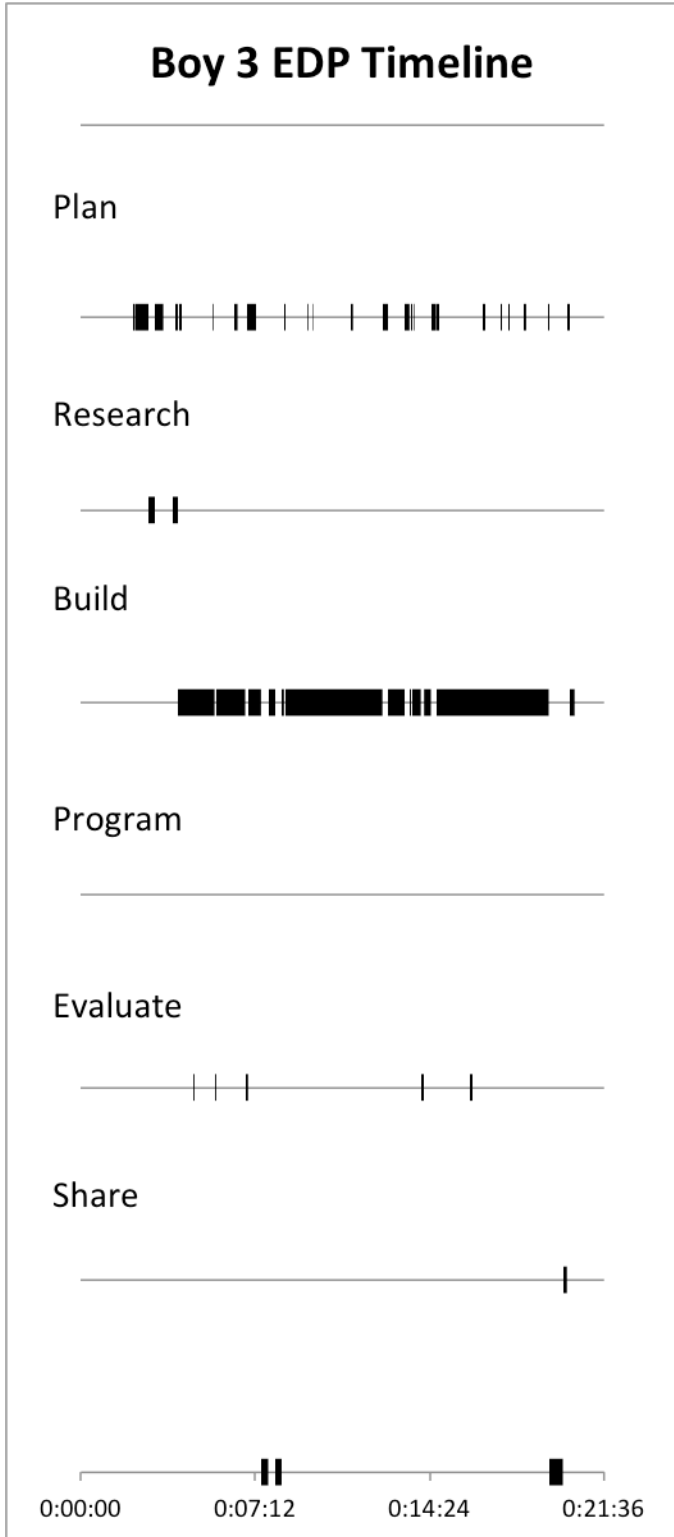 Boy 3 EDP Timeline
Plan
Research
Build
Program
Evaluate
Share
0:00:00 0:07:12 0:14:24 0:21:36